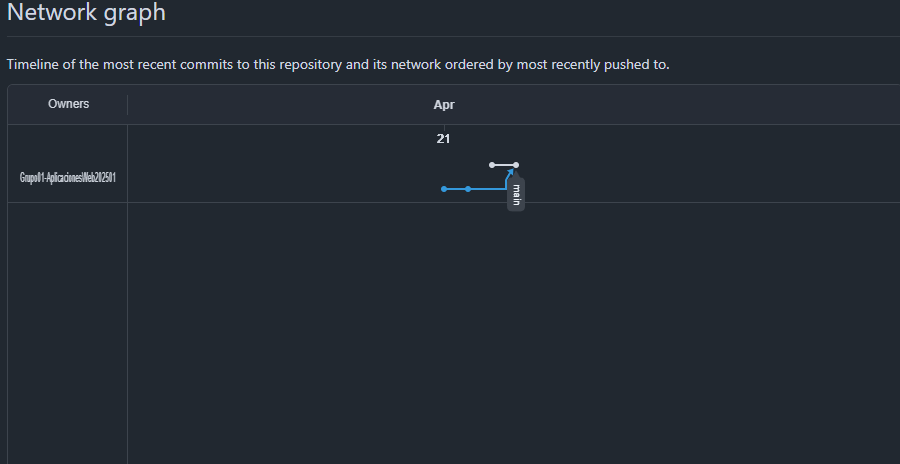 Network graph
Timeline of the most recent commits to this repository and its network ordered by most recently pushed to.
Owners
Apr
21
Grupo01-AplicacionesWeb202501
main